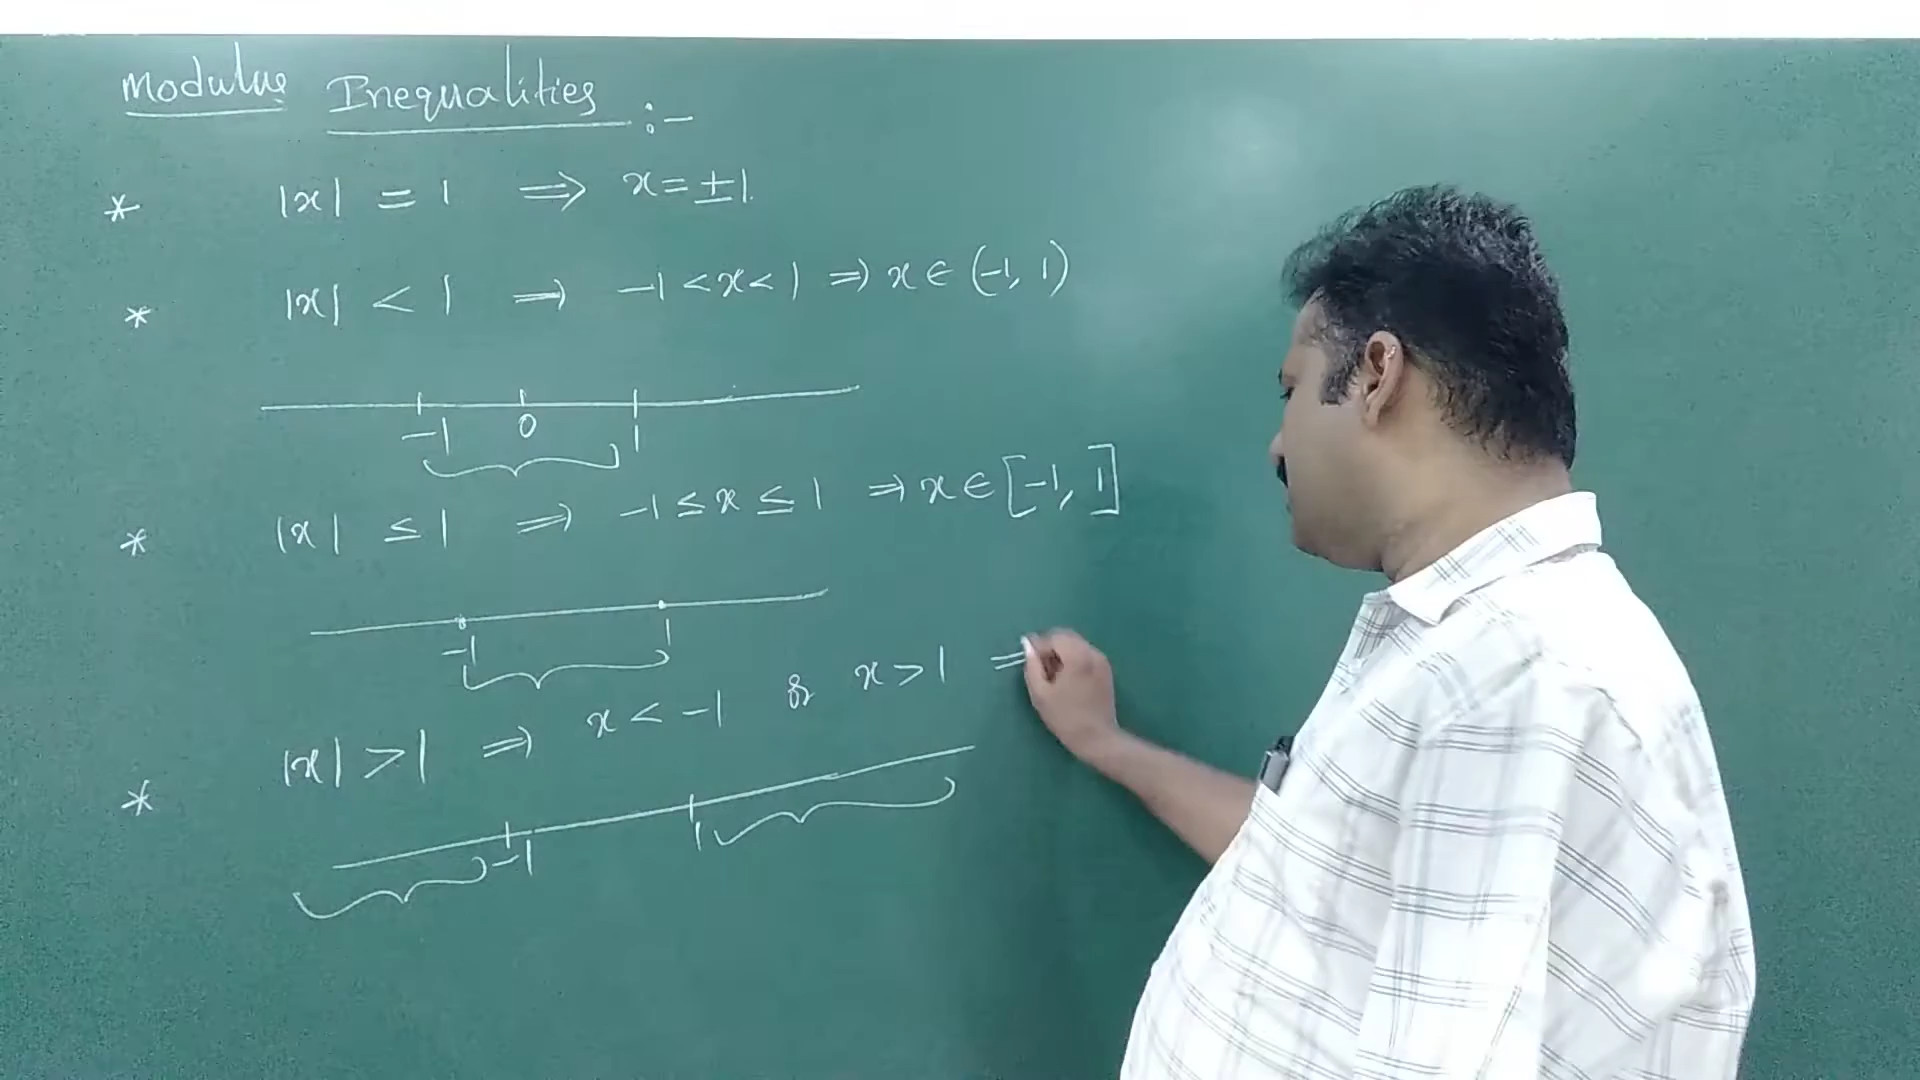 Modulus Inequalities :-
* |x| = 1 ⇒ x = ±1.
* |x| < 1 ⇒ -1 < x < 1 ⇒ x ∈ (-1, 1)
-1 0 1
* |x| ≤ 1 ⇒ -1 ≤ x ≤ 1 ⇒ x ∈ [-1, 1]
-1 1
* |x| > 1 ⇒ x < -1 or x > 1 ⇒
-1 1